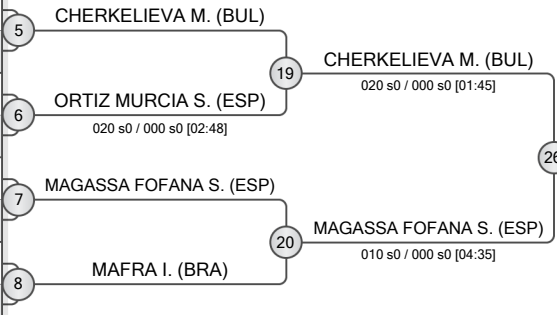 CHERKELIEVA M. (BUL)
5
19
CHERKELIEVA M. (BUL)
020 s0 / 000 s0 [01:45]
ORTIZ MURCIA S. (ESP)
6
020 s0 / 000 s0 [02:48]
26
MAGASSA FOFANA S. (ESP)
7
20
MAGASSA FOFANA S. (ESP)
010 s0 / 000 s0 [04:35]
MAFRA I. (BRA)
8